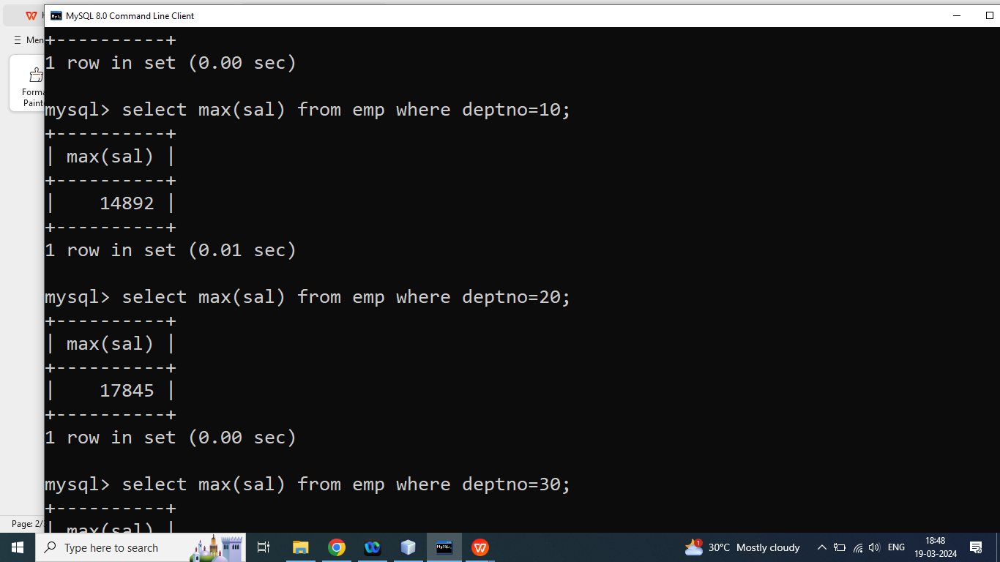 MySQL 8.0 Command Line Client
+----------+
1 row in set (0.00 sec)
mysql> select max(sal) from emp where deptno=10;
+----------+
| max(sal) |
+----------+
|    14892 |
+----------+
1 row in set (0.01 sec)
mysql> select max(sal) from emp where deptno=20;
+----------+
| max(sal) |
+----------+
|    17845 |
+----------+
1 row in set (0.00 sec)
mysql> select max(sal) from emp where deptno=30;
+----------+
| max(sal) |
Men
Forma
Painte
Page: 2/
Type here to search
30°C Mostly cloudy
ENG
18:48
19-03-2024